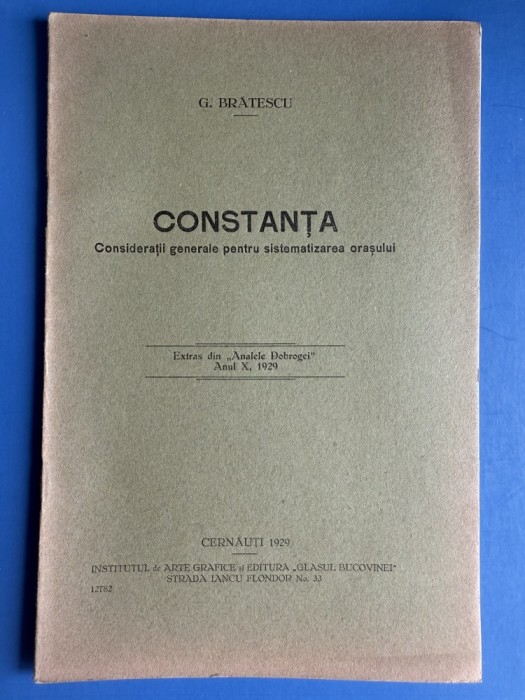 G. BRĂTESCU
CONSTANȚA
Considerații generale pentru sistematizarea orașului
Extras din „Analele Dobrogei"
Anul X, 1929
CERNĂUȚI 1929
INSTITUTUL de ARTE GRAFICE și EDITURA „GLASUL BUCOVINEI"
STRADA IANCU FLONDOR No. 33
12782